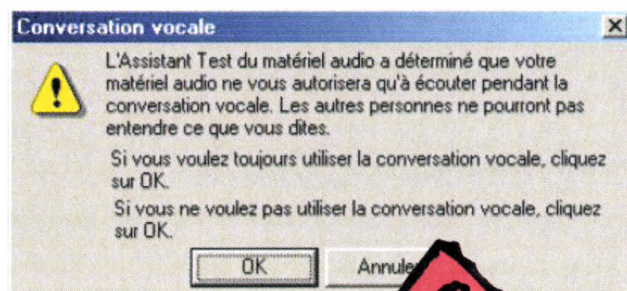 Conversation vocale
L'Assistant Test du matériel audio a déterminé que votre
matériel audio ne vous autorisera qu'à écouter pendant la
conversation vocale. Les autres personnes ne pourront pas
entendre ce que vous dites.
Si vous voulez toujours utiliser la conversation vocale, cliquez
sur OK.
Si vous ne voulez pas utiliser la conversation vocale, cliquez
sur OK.
OK
Annuler